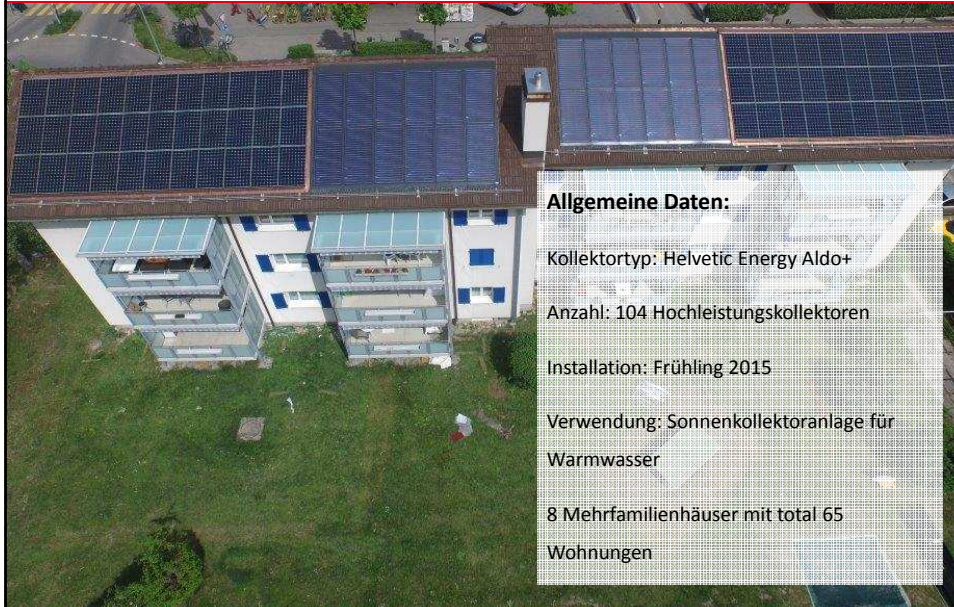 Allgemeine Daten:
Kollektortyp: Helvetic Energy Aldo+
Anzahl: 104 Hochleistungskollektoren
Installation: Frühling 2015
Verwendung: Sonnenkollektoranlage für
Warmwasser
8 Mehrfamilienhäuser mit total 65
Wohnungen